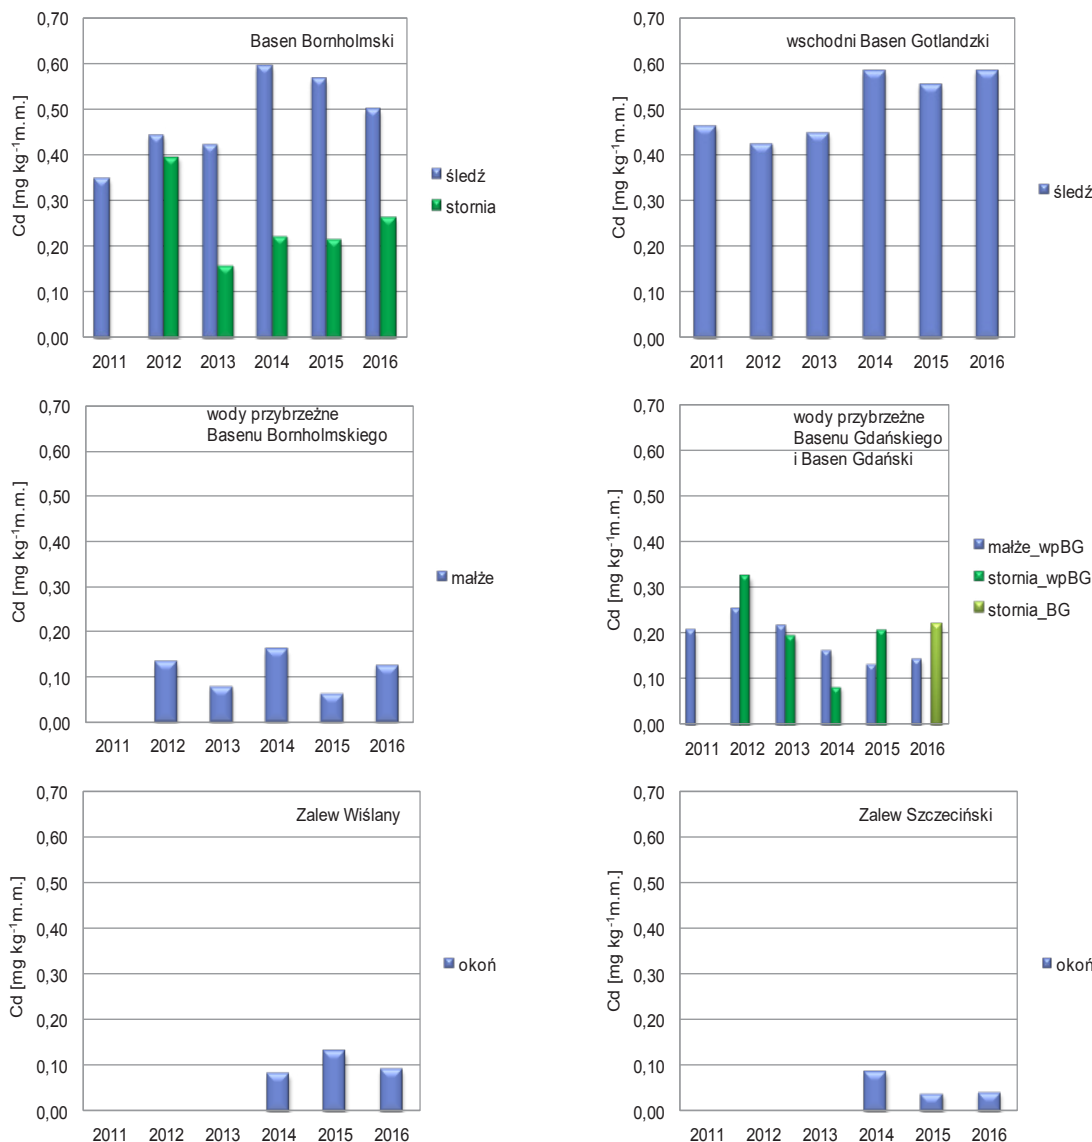 Basen Bornholmski
Cd [mg kg⁻¹m.m.]
0,70
0,60
0,50
0,40
0,30
0,20
0,10
0,00
2011 2012 2013 2014 2015 2016
śledź
stornia
wschodni Basen Gotlandzki
Cd [mg kg⁻¹m.m.]
0,70
0,60
0,50
0,40
0,30
0,20
0,10
0,00
2011 2012 2013 2014 2015 2016
śledź
wody przybrzeżne
Basenu Bornholmskiego
Cd [mg kg⁻¹m.m.]
0,70
0,60
0,50
0,40
0,30
0,20
0,10
0,00
2011 2012 2013 2014 2015 2016
małże
wody przybrzeżne
Basenu Gdańskiego
i Basen Gdański
Cd [mg kg⁻¹m.m.]
0,70
0,60
0,50
0,40
0,30
0,20
0,10
0,00
2011 2012 2013 2014 2015 2016
małże_wpBG
stornia_wpBG
stornia_BG
Zalew Wiślany
Cd [mg kg⁻¹m.m.]
0,70
0,60
0,50
0,40
0,30
0,20
0,10
0,00
2011 2012 2013 2014 2015 2016
okoń
Zalew Szczeciński
Cd [mg kg⁻¹m.m.]
0,70
0,60
0,50
0,40
0,30
0,20
0,10
0,00
2011 2012 2013 2014 2015 2016
okoń